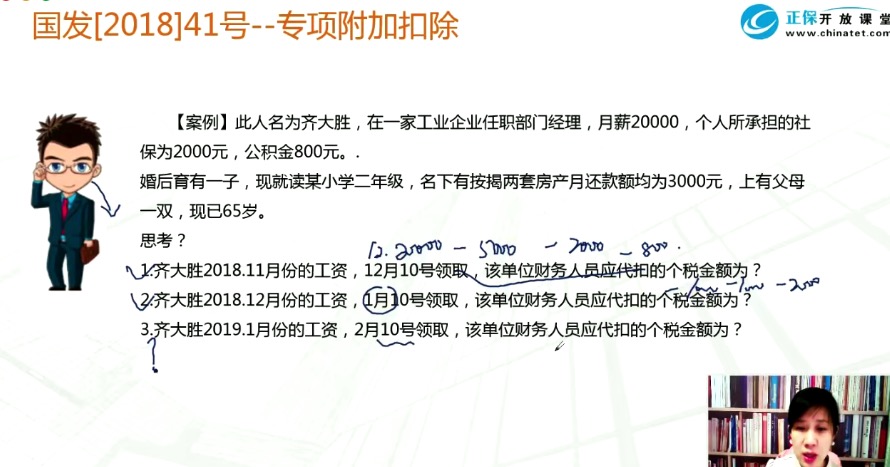 国发[2018]41号--专项附加扣除
正保开放课堂
www.chinatet.com
【案例】此人名为齐大胜，在一家工业企业任职部门经理，月薪20000，个人所承担的社
保为2000元，公积金800元。.
婚后育有一子，现就读某小学二年级，名下有按揭两套房产月还款额均为3000元，上有父母
一双，现已65岁。
思考？
12. 20000 - 5000 - 2000 - 800.
1.齐大胜2018.11月份的工资，12月10号领取，该单位财务人员应代扣的个税金额为？
2.齐大胜2018.12月份的工资，1月10号领取，该单位财务人员应代扣的个税金额为？
-1000 -1000 -2000
3.齐大胜2019.1月份的工资，2月10号领取，该单位财务人员应代扣的个税金额为？
?